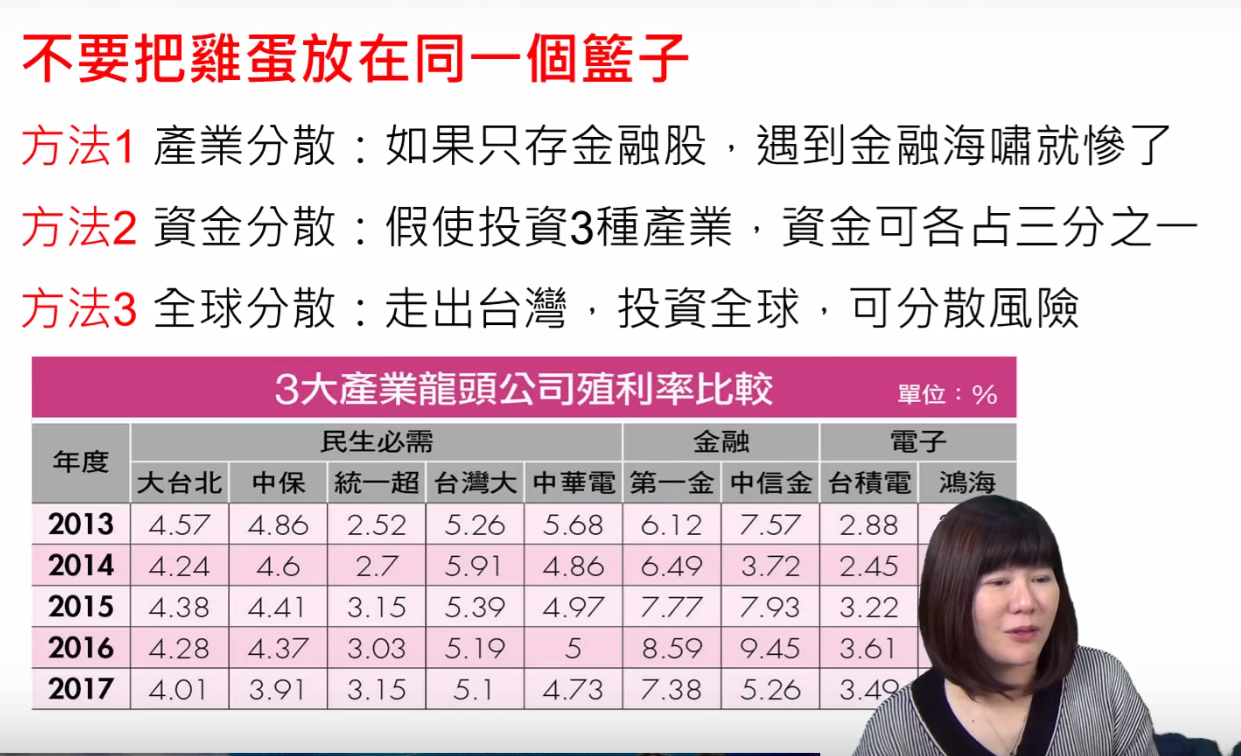 不要把雞蛋放在同一個籃子
方法1 產業分散：如果只存金融股，遇到金融海嘯就慘了
方法2 資金分散：假使投資3種產業，資金可各占三分之一
方法3 全球分散：走出台灣，投資全球，可分散風險
3大產業龍頭公司殖利率比較 單位：%
年度 民生必需 金融 電子
大台北 中保 統一超 台灣大 中華電 第一金 中信金 台積電 鴻海
2013 4.57 4.86 2.52 5.26 5.68 6.12 7.57 2.88
2014 4.24 4.6 2.7 5.91 4.86 6.49 3.72 2.45
2015 4.38 4.41 3.15 5.39 4.97 7.77 7.93 3.22
2016 4.28 4.37 3.03 5.19 5 8.59 9.45 3.61
2017 4.01 3.91 3.15 5.1 4.73 7.38 5.26 3.49